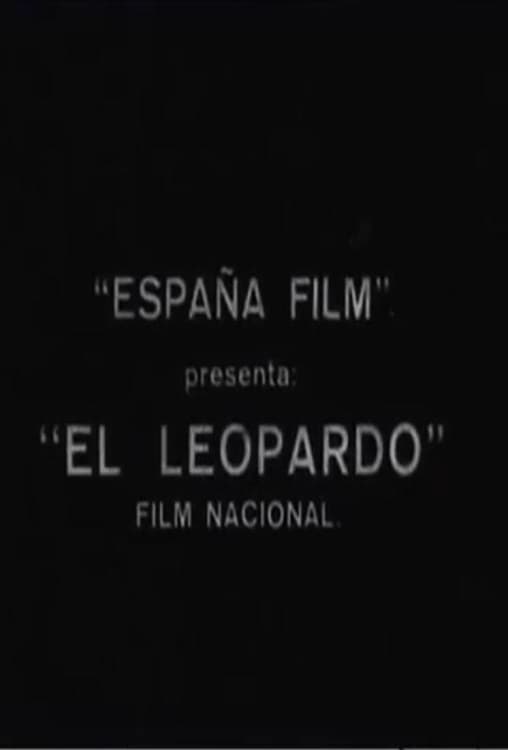 "ESPAÑA FILM".
presenta:
"EL LEOPARDO"
FILM NACIONAL.